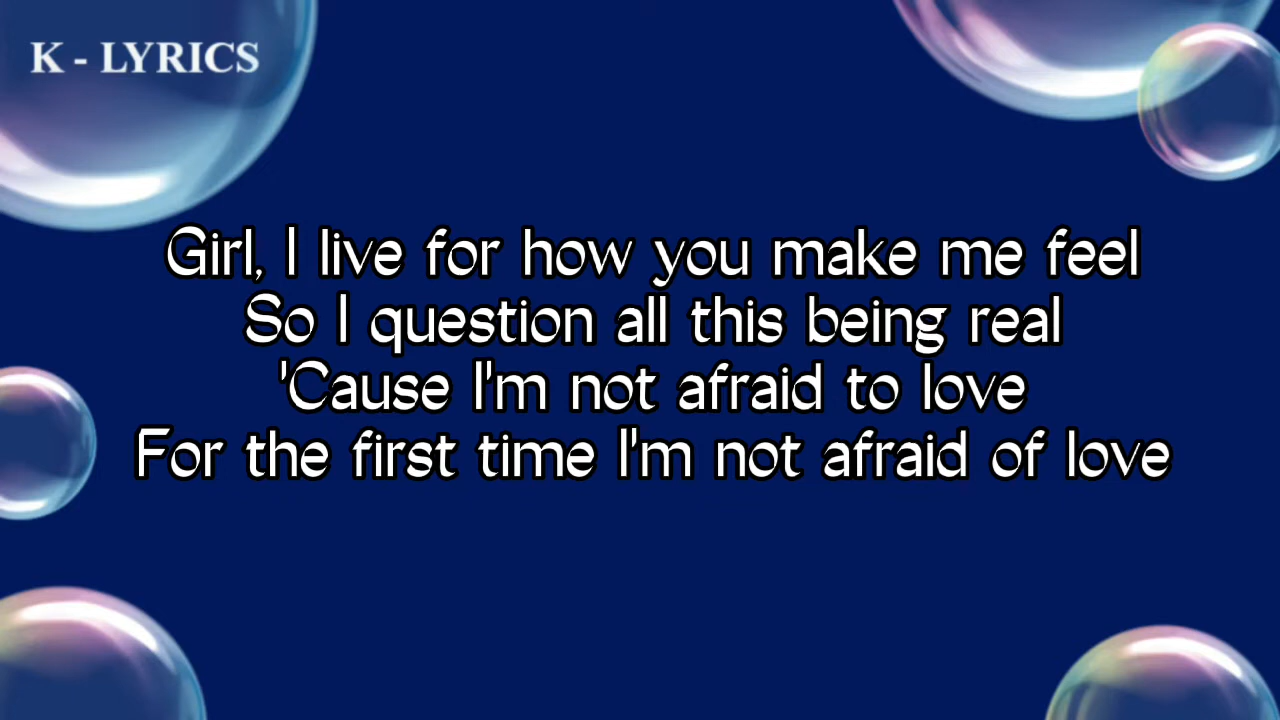 K - LYRICS
Girl, I live for how you make me feel
So I question all this being real
'Cause I'm not afraid to love
For the first time I'm not afraid of love